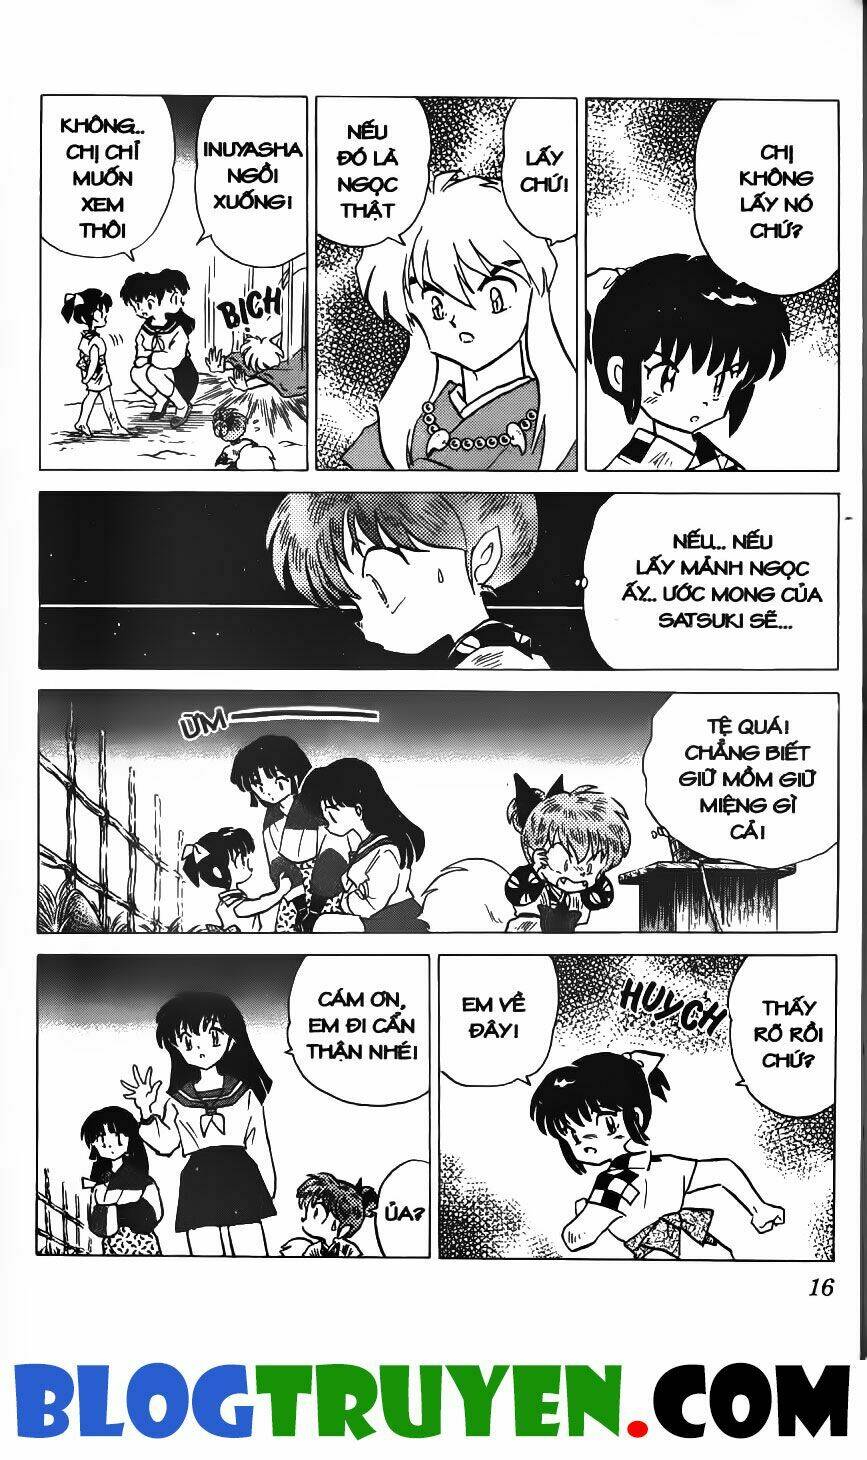 CHỊ
KHÔNG
LẤY NÓ
CHỨ?
LẤY
CHỨ!
NẾU
ĐÓ LÀ
NGỌC
THẬT
INUYASHA
NGỒI
XUỐNG!
KHÔNG..
CHỊ CHỈ
MUỐN
XEM
THÔI
BỊCH
NẾU... NẾU
LẤY MẢNH NGỌC
ẤY... ƯỚC MONG CỦA
SATSUKI SẼ...
TỆ QUÁ!
CHẲNG BIẾT
GIỮ MỒM GIỮ
MIỆNG GÌ
CẢ!
ỪM
THẤY
RÕ RỒI
CHỨ?
HUỴCH
EM VỀ
ĐÂY!
CÁM ƠN,
EM ĐI CẨN
THẬN NHÉ!
ỦA?
16
BLOGTRUYEN.COM